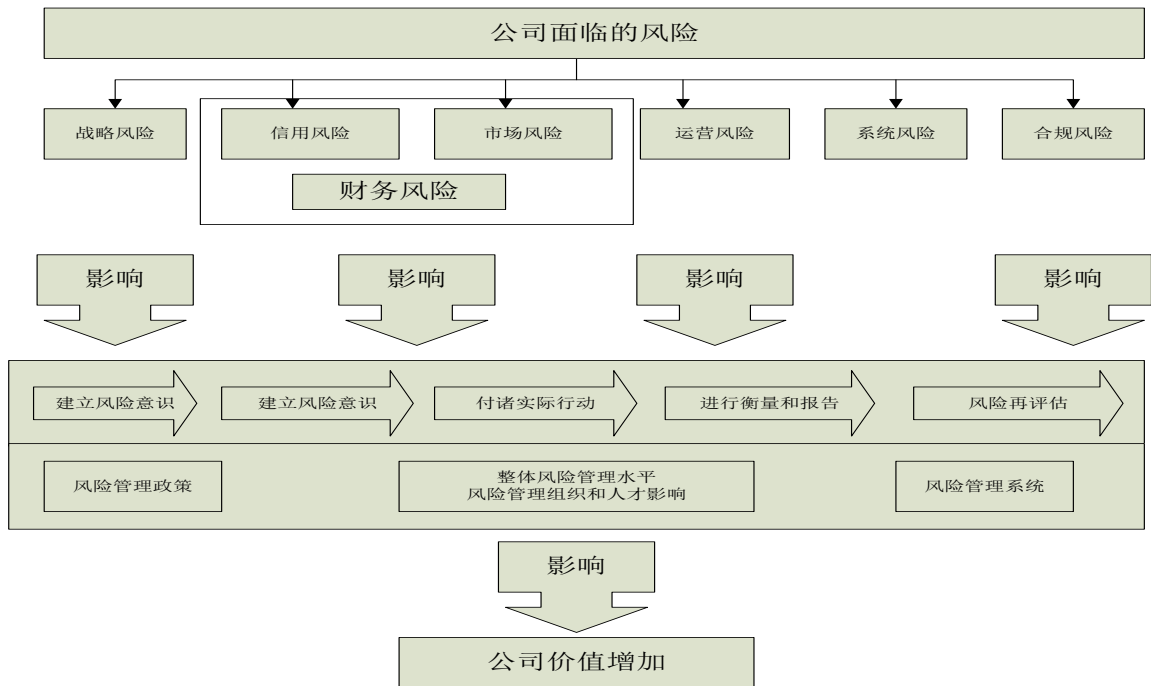 公司面临的风险
战略风险
信用风险
市场风险
运营风险
系统风险
合规风险
财务风险
影响
影响
影响
影响
建立风险意识
建立风险意识
付诸实际行动
进行衡量和报告
风险再评估
风险管理政策
整体风险管理水平
风险管理组织和人才影响
风险管理系统
影响
公司价值增加